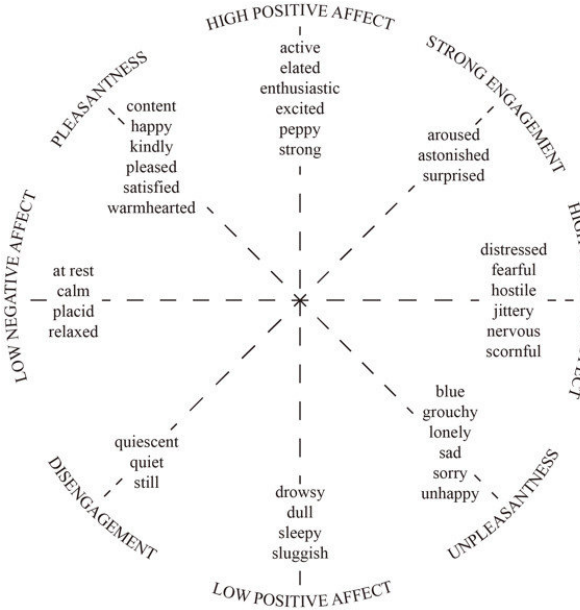 HIGH POSITIVE AFFECT
active
elated
enthusiastic
excited
peppy
strong
STRONG ENGAGEMENT
aroused
astonished
surprised
PLEASANTNESS
content
happy
kindly
pleased
satisfied
warmhearted
LOW NEGATIVE AFFECT
at rest
calm
placid
relaxed
HIGH
distressed
fearful
hostile
jittery
nervous
scornful
DISENGAGEMENT
quiescent
quiet
still
LOW POSITIVE AFFECT
drowsy
dull
sleepy
sluggish
UNPLEASANTNESS
blue
grouchy
lonely
sad
sorry
unhappy